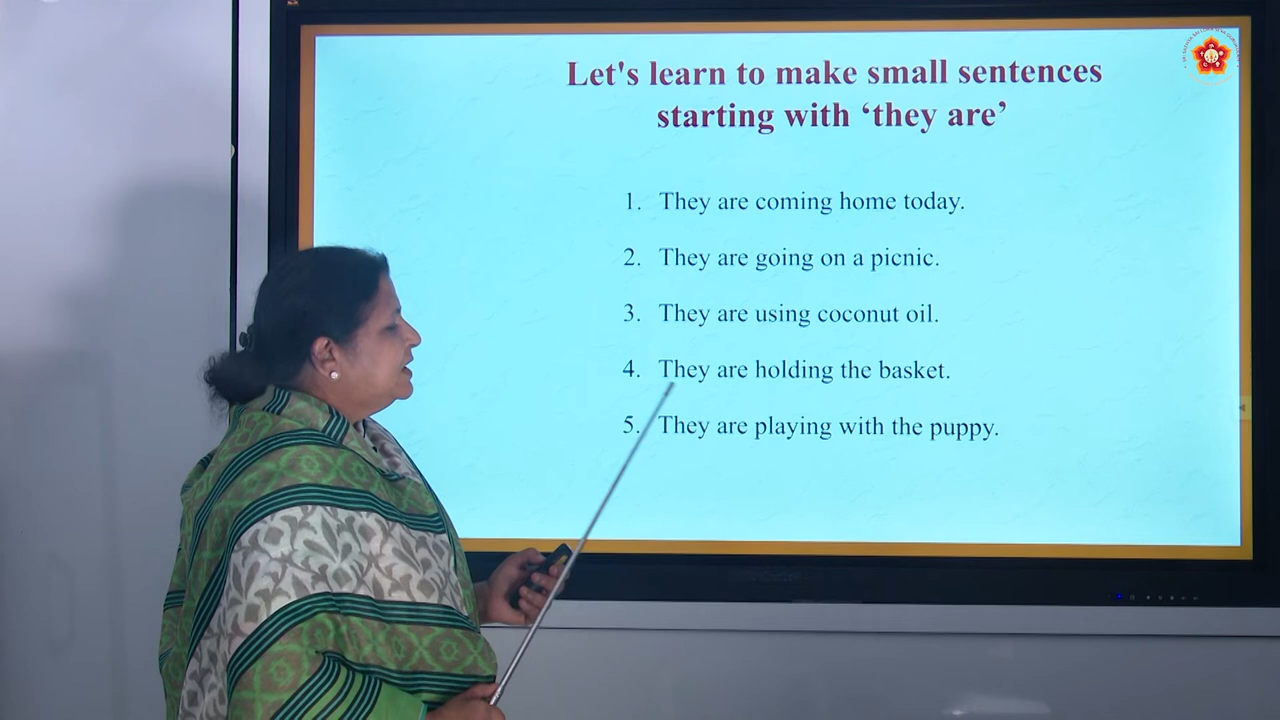 Let's learn to make small sentences
starting with ‘they are’
1. They are coming home today.
2. They are going on a picnic.
3. They are using coconut oil.
4. They are holding the basket.
5. They are playing with the puppy.